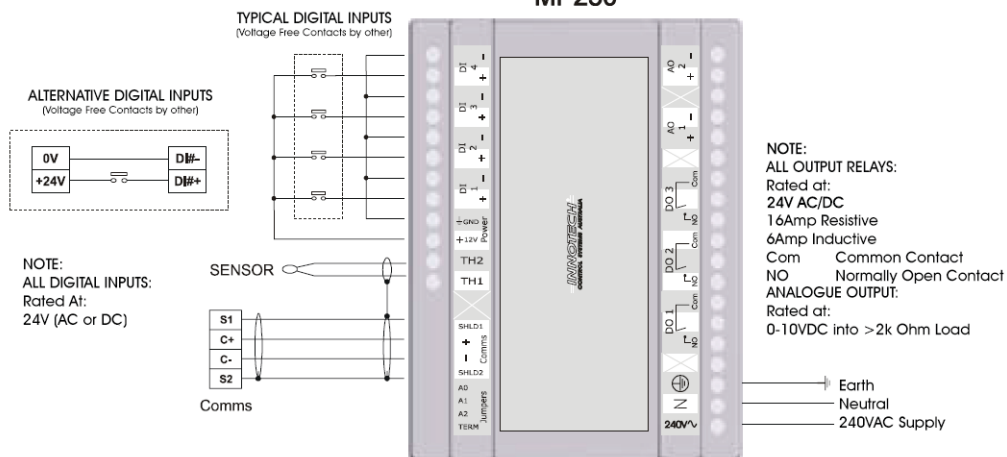 TYPICAL DIGITAL INPUTS
(Voltage Free Contacts by other)
ALTERNATIVE DIGITAL INPUTS
(Voltage Free Contacts by other)
0V
DI#-
+24V
DI#+
NOTE:
ALL DIGITAL INPUTS:
Rated At:
24V (AC or DC)
SENSOR
S1
C+
C-
S2
Comms
DI 4 - +
DI 3 - +
DI 2 - +
DI 1 - +
GND
+12V
Power
TH2
TH1
SHLD1
+
-
Comms
SHLD2
A0
A1
A2
TERM
Jumpers
INNOTECH
CONTROL SYSTEMS AUSTRALIA
AO 2 - +
AO 1 - +
DO 3 Com NO
DO 2 Com NO
DO 1 Com NO
N
240V~
NOTE:
ALL OUTPUT RELAYS:
Rated at:
24V AC/DC
16Amp Resistive
6Amp Inductive
Com Common Contact
NO Normally Open Contact
ANALOGUE OUTPUT:
Rated at:
0-10VDC into >2k Ohm Load
Earth
Neutral
240VAC Supply